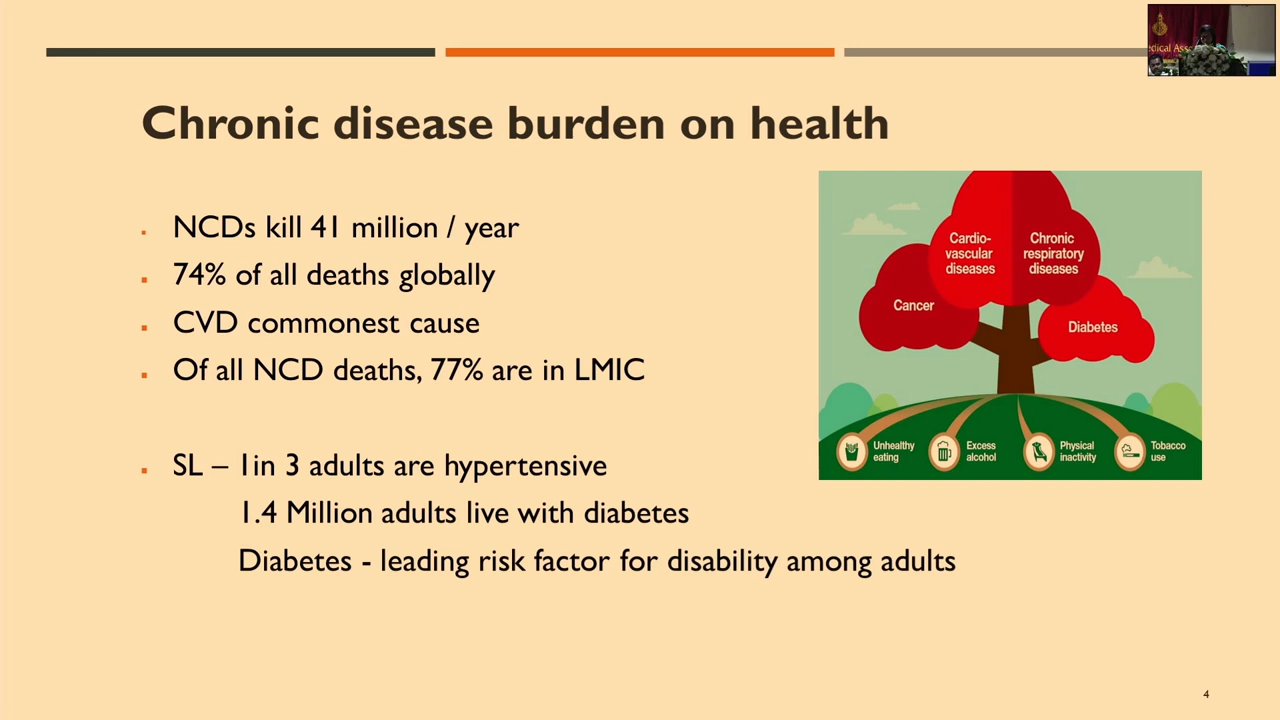 edical Ass
Chronic disease burden on health
NCDs kill 41 million / year
74% of all deaths globally
CVD commonest cause
Of all NCD deaths, 77% are in LMIC
SL – 1in 3 adults are hypertensive
1.4 Million adults live with diabetes
Diabetes - leading risk factor for disability among adults
Cardio-
vascular
diseases
Chronic
respiratory
diseases
Cancer
Diabetes
Unhealthy
eating
Excess
alcohol
Physical
inactivity
Tobacco
use
4